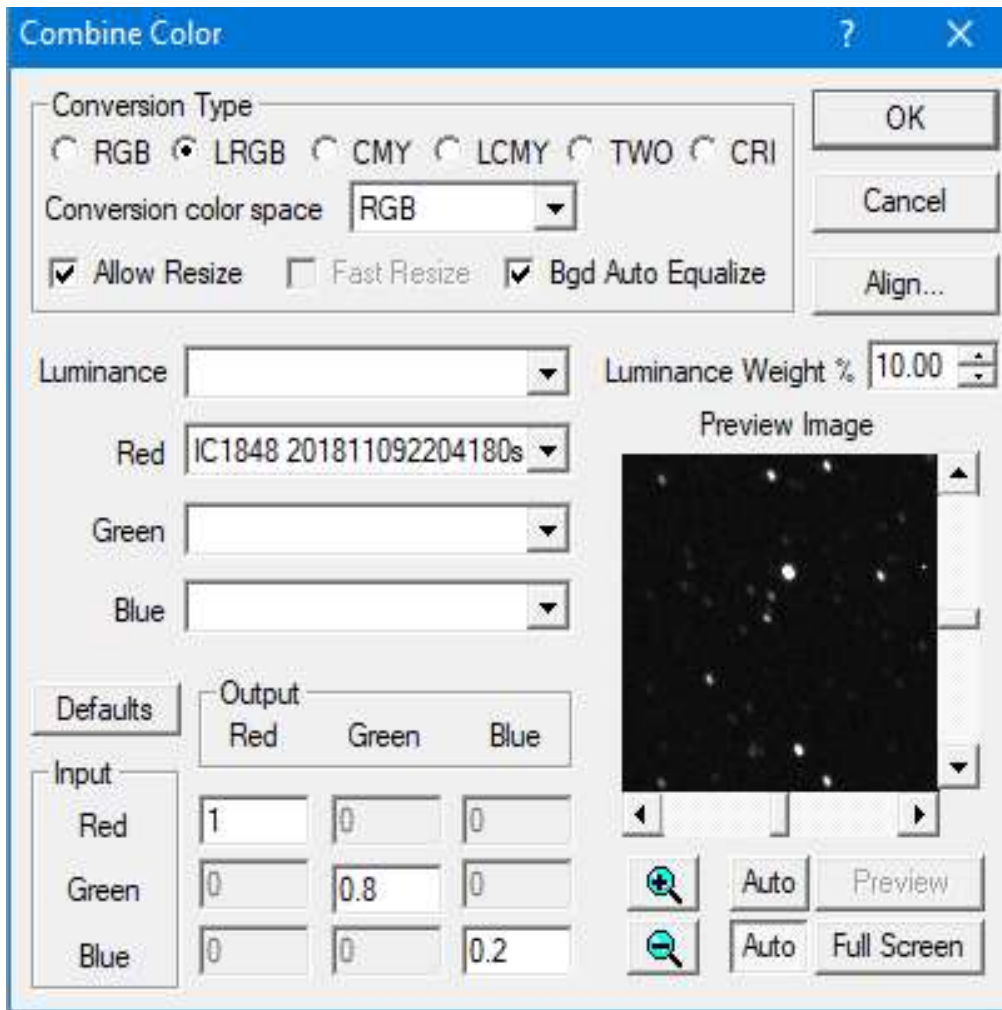 Combine Color ?
Conversion Type
RGB LRGB CMY LCMY TWO CRI
Conversion color space RGB
Allow Resize Fast Resize Bgd Auto Equalize
OK
Cancel
Align...
Luminance
Luminance Weight % 10.00
Red IC1848 201811092204180s
Green
Blue
Preview Image
Defaults
Output
Red Green Blue
Input
Red 1 0 0
Green 0 0.8 0
Blue 0 0 0.2
Auto Preview
Auto Full Screen